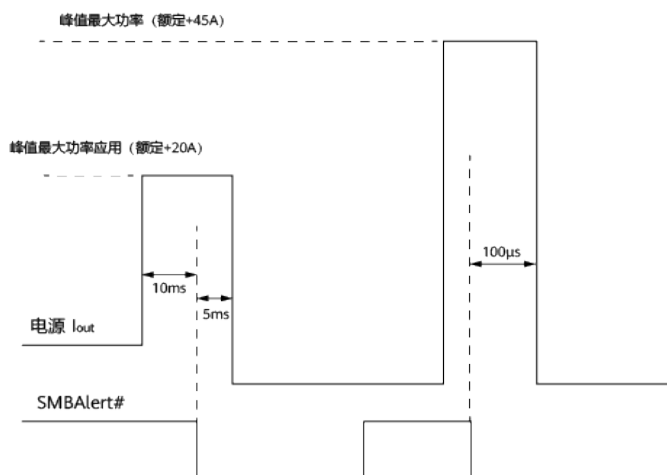 峰值最大功率（额定+45A）
峰值最大功率应用（额定+20A）
100μs
10ms
5ms
电源 Iout
SMBAlert#